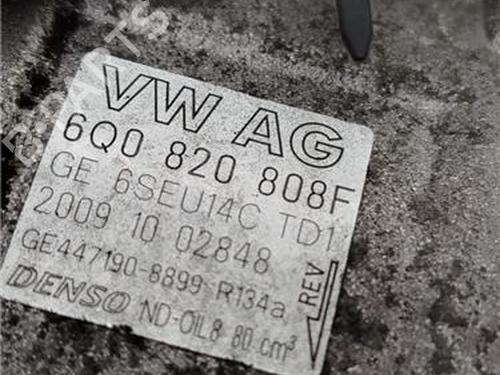 VW AG
6Q0 820 808F
GE 6SEU14C TD1
2009 10 02848
GE447190-8899 R134a
DENSO ND-OIL8 80 cm³
REV
B-PARTS